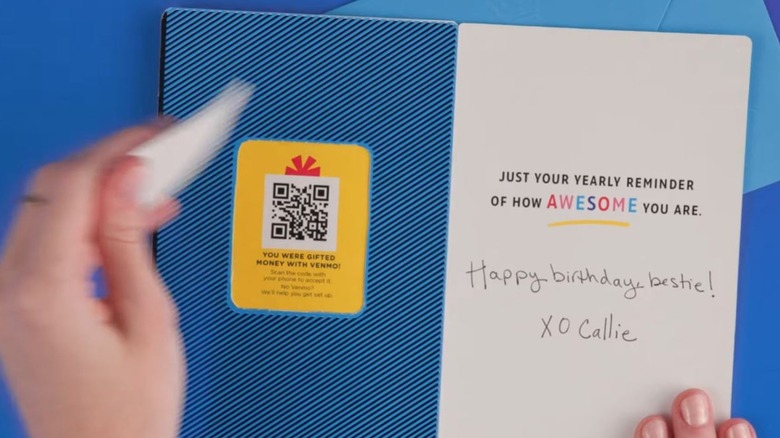 YOU WERE GIFTED
MONEY WITH VENMO!
Scan the code with
your phone to accept it.
No Venmo?
We'll help you get set up.
JUST YOUR YEARLY REMINDER
OF HOW AWESOME YOU ARE.
Happy birthday bestie!
XO Callie